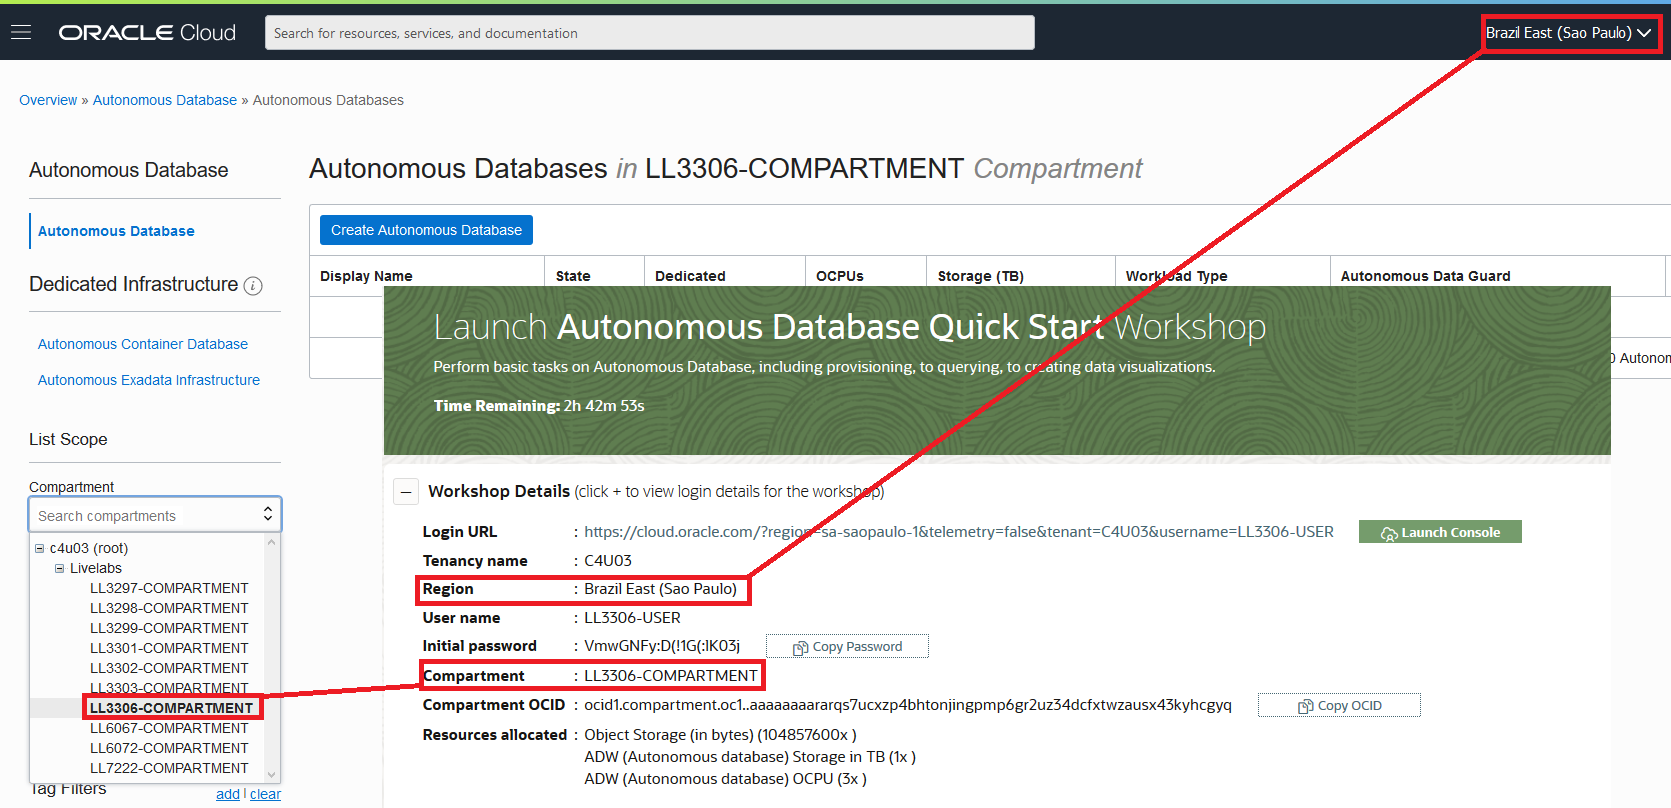 ORACLE Cloud
Search for resources, services, and documentation
Brazil East (Sao Paulo)
Overview » Autonomous Database » Autonomous Databases
Autonomous Database
Autonomous Database
Dedicated Infrastructure i
Autonomous Container Database
Autonomous Exadata Infrastructure
List Scope
Compartment
Search compartments
c4u03 (root)
Livelabs
LL3297-COMPARTMENT
LL3298-COMPARTMENT
LL3299-COMPARTMENT
LL3301-COMPARTMENT
LL3302-COMPARTMENT
LL3303-COMPARTMENT
LL3306-COMPARTMENT
LL6067-COMPARTMENT
LL6072-COMPARTMENT
LL7222-COMPARTMENT
Tag Filters
add | clear
Autonomous Databases in LL3306-COMPARTMENT Compartment
Create Autonomous Database
Display Name State Dedicated OCPUs Storage (TB) Workload Type Autonomous Data Guard
0 Autonom
Launch Autonomous Database Quick Start Workshop
Perform basic tasks on Autonomous Database, including provisioning, to querying, to creating data visualizations.
Time Remaining: 2h 42m 53s
Workshop Details (click + to view login details for the workshop)
Login URL : https://cloud.oracle.com/?region=sa-saopaulo-1&telemetry=false&tenant=C4U03&username=LL3306-USER Launch Console
Tenancy name : C4U03
Region : Brazil East (Sao Paulo)
User name : LL3306-USER
Initial password : VmwGNFy:D(!1G(:IK03j Copy Password
Compartment : LL3306-COMPARTMENT
Compartment OCID : ocid1.compartment.oc1..aaaaaaaararqs7ucxzp4bhtonjingpmp6gr2uz34dcfxtwzausx43kyhcgyq Copy OCID
Resources allocated : Object Storage (in bytes) (104857600x )
ADW (Autonomous database) Storage in TB (1x )
ADW (Autonomous database) OCPU (3x )